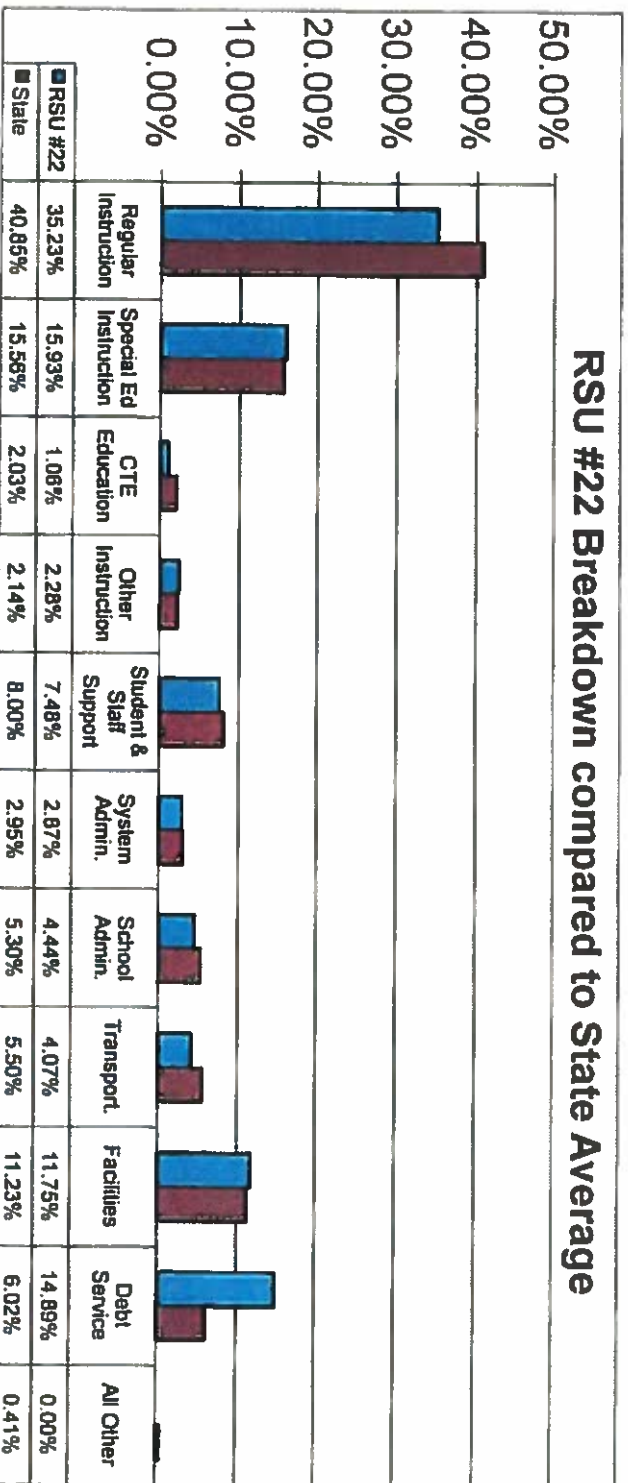 RSU #22 Breakdown compared to State Average
50.00%
40.00%
30.00%
20.00%
10.00%
0.00%
Regular Instruction Special Ed Instruction CTE Education Other Instruction Student & Staff Support System Admin. School Admin. Transport. Facilities Debt Service All Other
RSU #22 35.23% 15.93% 1.06% 2.28% 7.48% 2.87% 4.44% 4.07% 11.75% 14.89% 0.00%
State 40.85% 15.56% 2.03% 2.14% 8.00% 2.95% 5.30% 5.50% 11.23% 6.02% 0.41%